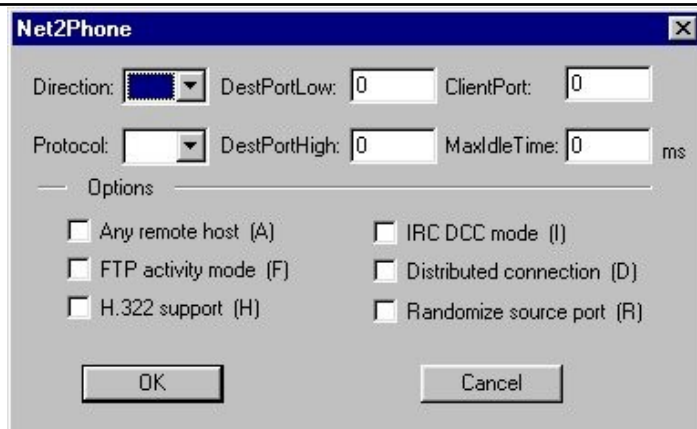 Net2Phone
Direction: DestPortLow: 0 ClientPort: 0
Protocol: DestPortHigh: 0 MaxIdleTime: 0 ms
Options
Any remote host (A) IRC DCC mode (I)
FTP activity mode (F) Distributed connection (D)
H.322 support (H) Randomize source port (R)
OK Cancel